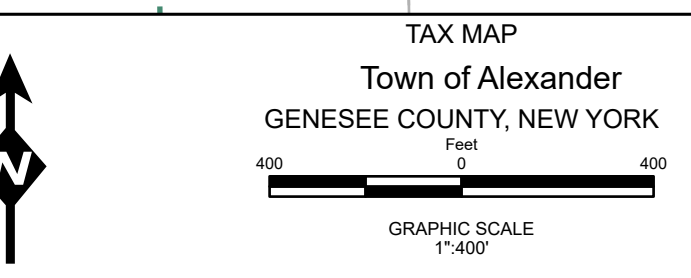 TAX MAP
Town of Alexander
GENESEE COUNTY, NEW YORK
Feet
400 0 400
GRAPHIC SCALE
1":400'
N